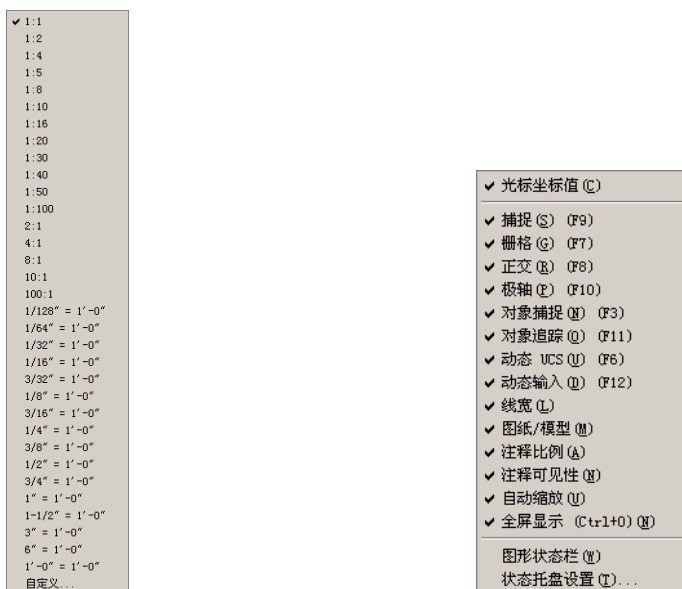 ✔ 1:1
1:2
1:4
1:5
1:8
1:10
1:16
1:20
1:30
1:40
1:50
1:100
2:1
4:1
8:1
10:1
100:1
1/128″ = 1′-0″
1/64″ = 1′-0″
1/32″ = 1′-0″
1/16″ = 1′-0″
3/32″ = 1′-0″
1/8″ = 1′-0″
3/16″ = 1′-0″
1/4″ = 1′-0″
3/8″ = 1′-0″
1/2″ = 1′-0″
3/4″ = 1′-0″
1″ = 1′-0″
1-1/2″ = 1′-0″
3″ = 1′-0″
6″ = 1′-0″
1′-0″ = 1′-0″
自定义...
✔ 光标坐标值(C)
✔ 捕捉(S) (F9)
✔ 栅格(G) (F7)
✔ 正交(R) (F8)
✔ 极轴(P) (F10)
✔ 对象捕捉(N) (F3)
✔ 对象追踪(O) (F11)
✔ 动态 UCS(U) (F6)
✔ 动态输入(D) (F12)
✔ 线宽(L)
✔ 图纸/模型(M)
✔ 注释比例(A)
✔ 注释可见性(N)
✔ 自动缩放(U)
✔ 全屏显示 (Ctrl+0)(N)
图形状态栏(W)
状态托盘设置(T)...